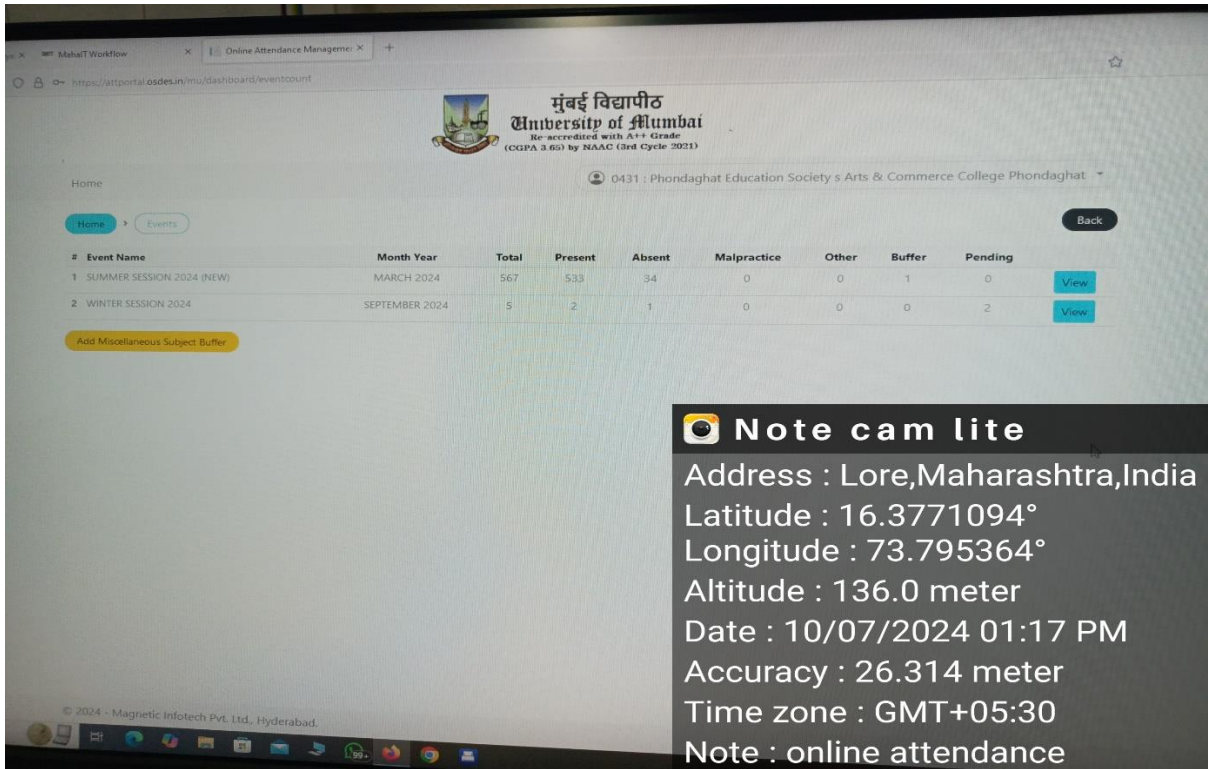 MahaIT Workflow
Online Attendance Managemen
https://attportal.osdes.in/mu/dashboard/eventcount
मुंबई विद्यापीठ
University of Mumbai
Re-accredited with A++ Grade
(CGPA 3.65) by NAAC (3rd Cycle 2021)
Home 0431 : Phondaghat Education Society s Arts & Commerce College Phondaghat
Home > Events Back
# Event Name Month Year Total Present Absent Malpractice Other Buffer Pending
1 SUMMER SESSION 2024 (NEW) MARCH 2024 567 533 34 0 0 1 0 View
2 WINTER SESSION 2024 SEPTEMBER 2024 5 2 1 0 0 0 2 View
Add Miscellaneous Subject Buffer
© 2024 - Magnetic Infotech Pvt. Ltd., Hyderabad.
99+
Note cam lite
Address : Lore,Maharashtra,India
Latitude : 16.3771094°
Longitude : 73.795364°
Altitude : 136.0 meter
Date : 10/07/2024 01:17 PM
Accuracy : 26.314 meter
Time zone : GMT+05:30
Note : online attendance